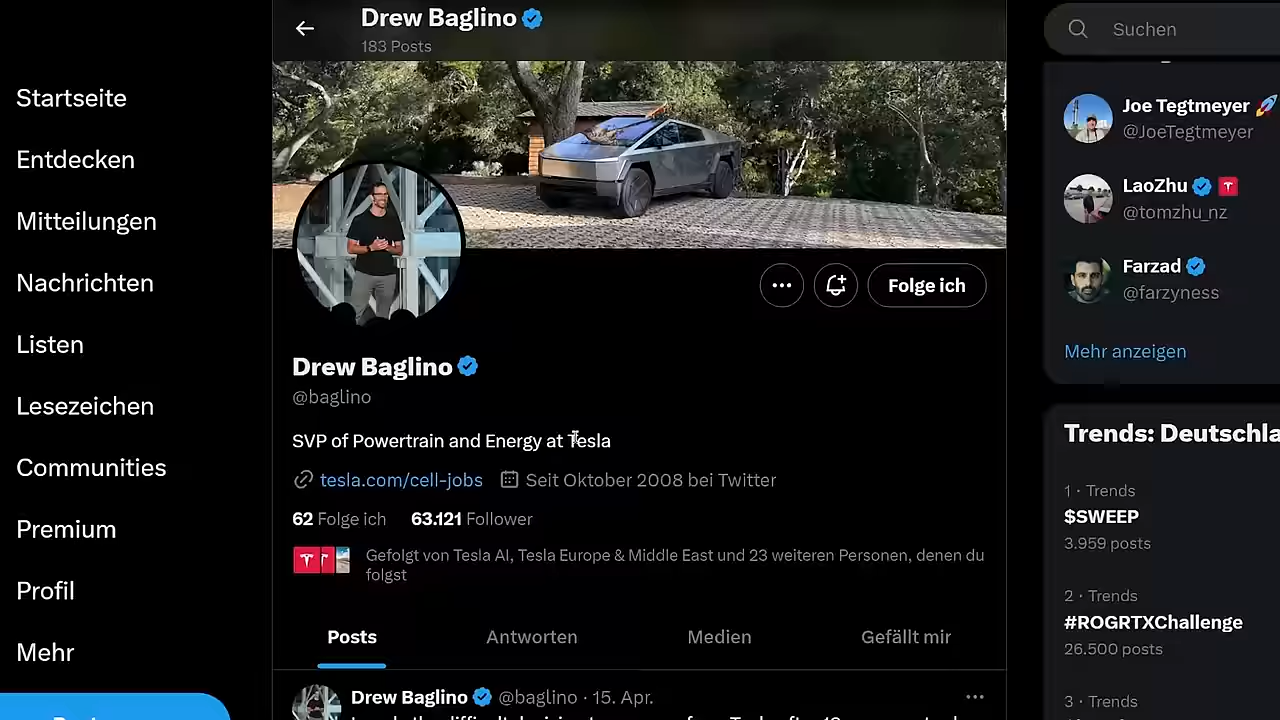 Drew Baglino
183 Posts
Suchen
Startseite
Entdecken
Mitteilungen
Nachrichten
Listen
Lesezeichen
Communities
Premium
Profil
Mehr
Folge ich
Drew Baglino
@baglino
SVP of Powertrain and Energy at Tesla
tesla.com/cell-jobs Seit Oktober 2008 bei Twitter
62 Folge ich 63.121 Follower
Gefolgt von Tesla AI, Tesla Europe & Middle East und 23 weiteren Personen, denen du
folgst
Posts Antworten Medien Gefällt mir
Drew Baglino @baglino · 15. Apr.
Joe Tegtmeyer
@JoeTegtmeyer
LaoZhu
@tomzhu_nz
Farzad
@farzyness
Mehr anzeigen
Trends: Deutschla
1 · Trends
$SWEEP
3.959 posts
2 · Trends
#ROGRTXChallenge
26.500 posts
3 · Trends